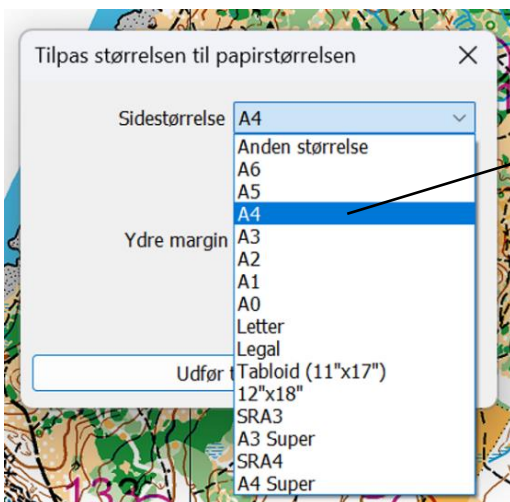 Tilpas størrelsen til papirstørrelsen
Sidestørrelse A4
Anden størrelse
A6
A5
A4
Ydre margin A3
A2
A1
A0
Letter
Legal
Udfør t Tabloid (11"x17")
12"x18"
SRA3
A3 Super
SRA4
A4 Super